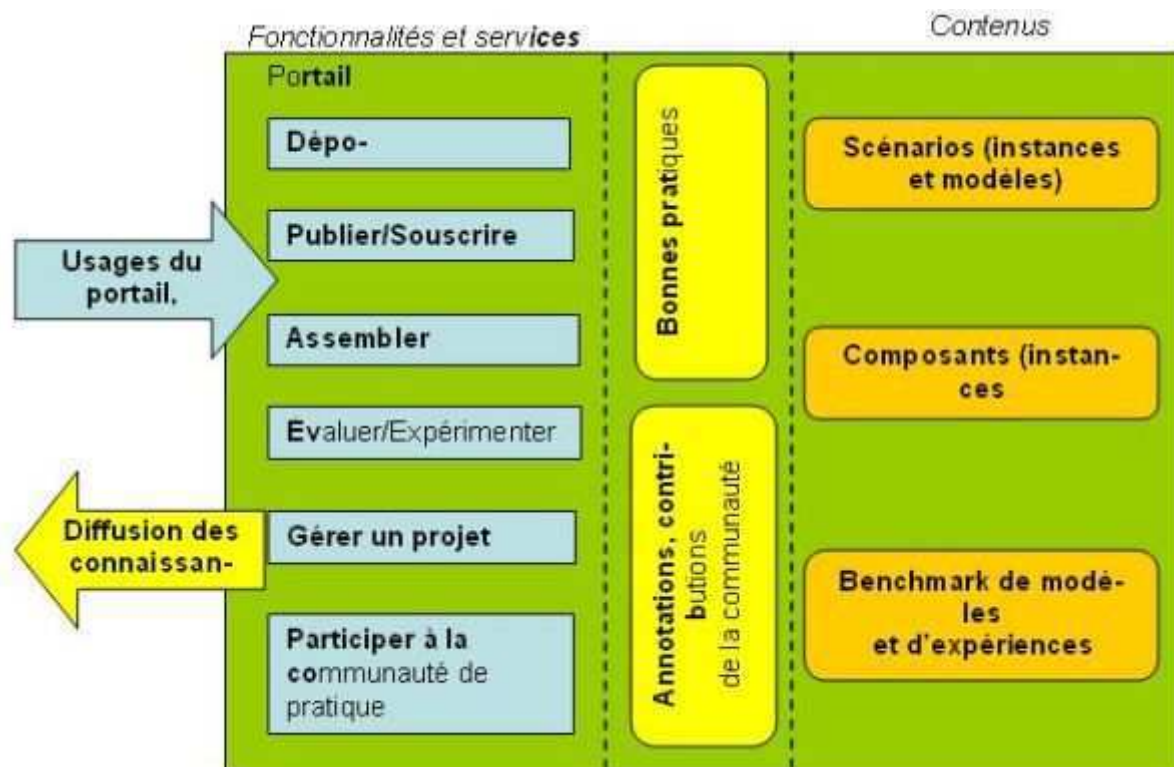 Fonctionnalités et services
Contenus
Portail
Dépo-
Publier/Souscrire
Assembler
Évaluer/Expérimenter
Gérer un projet
Participer à la
communauté de
pratique
Usages du
portail,
Diffusion des
connaissan-
Bonnes pratiques
Annotations, contri-
butions
de la communauté
Scénarios (instances
et modèles)
Composants (instan-
ces
Benchmark de modè-
les
et d'expériences